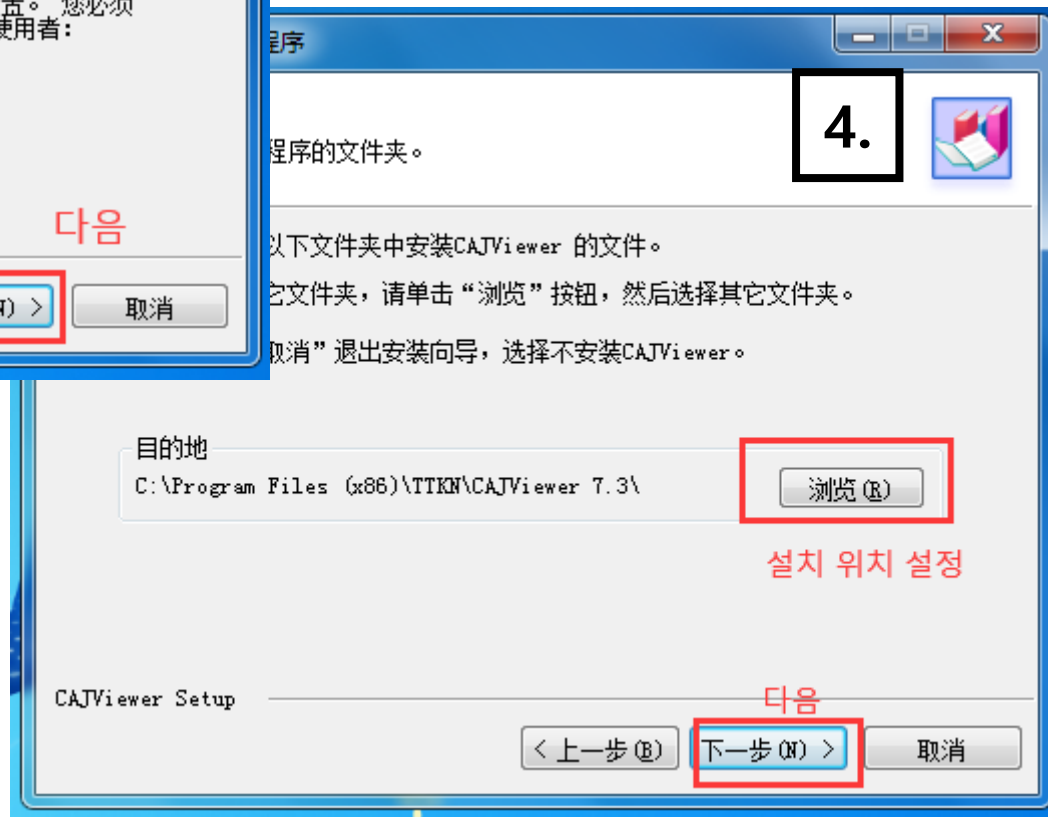 您必须
使用者:
다음
取消
程序
4.
程序的文件夹。
以下文件夹中安装CAJViewer 的文件。
它文件夹，请单击“浏览”按钮，然后选择其它文件夹。
取消”退出安装向导，选择不安装CAJViewer。
目的地
C:\Program Files (x86)\TTKN\CAJViewer 7.3\
浏览(R)
설치 위치 설정
CAJViewer Setup
다음
< 上一步(B)
下一步(N) >
取消